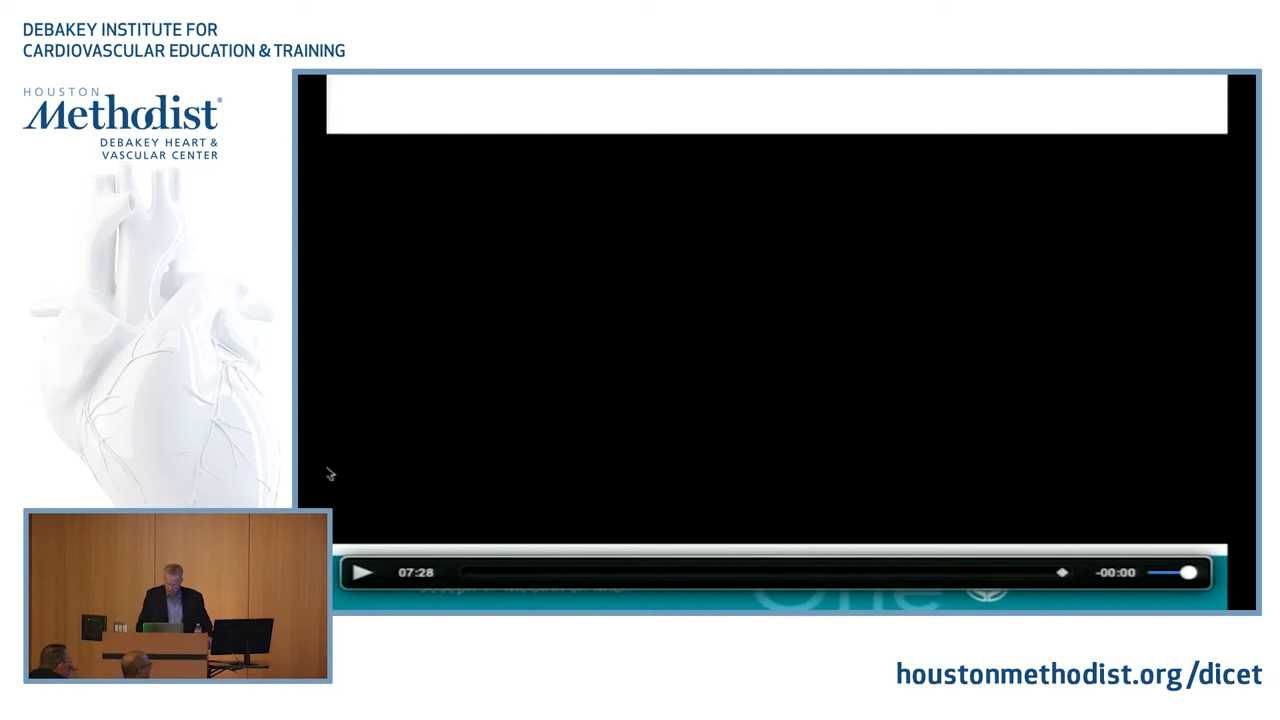 DEBAKEY INSTITUTE FOR
CARDIOVASCULAR EDUCATION & TRAINING
HOUSTON
Methodist®
DEBAKEY HEART &
VASCULAR CENTER
07:28
-00:00
One
houstonmethodist.org/dicet